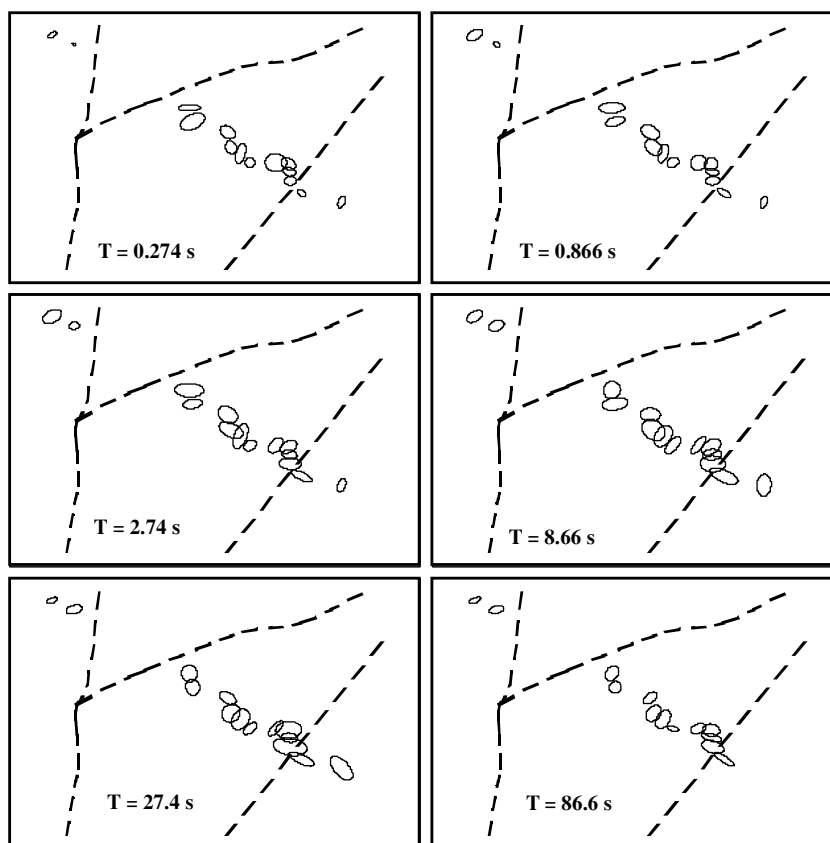 T = 0.274 s
T = 0.866 s
T = 2.74 s
T = 8.66 s
T = 27.4 s
T = 86.6 s